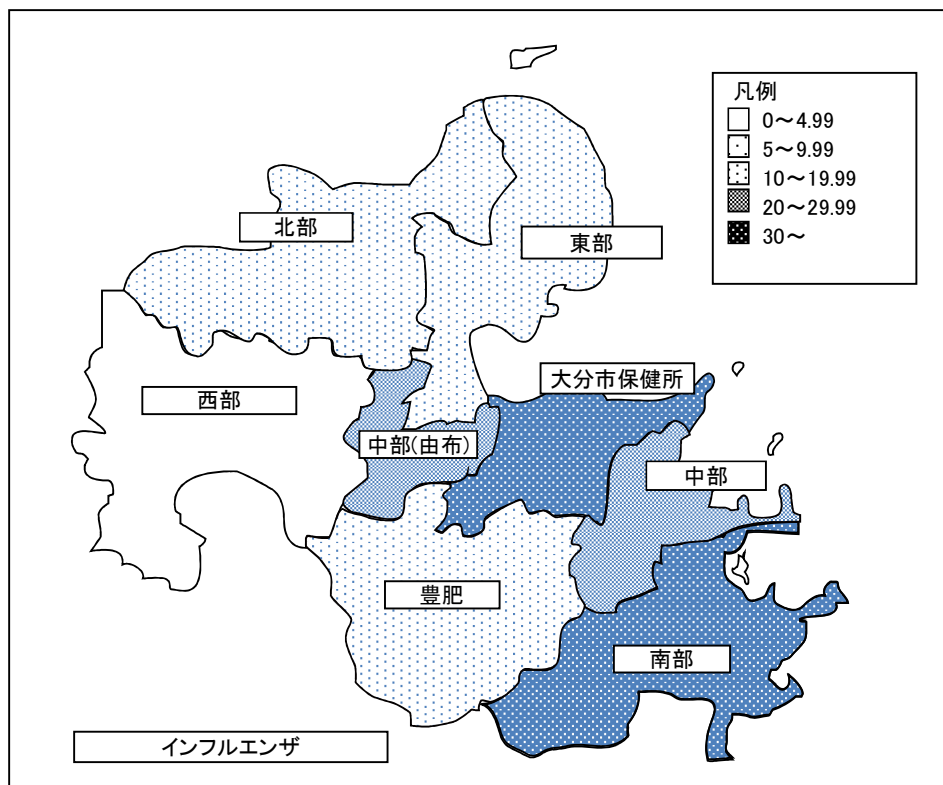 凡例
0～4.99
5～9.99
10～19.99
20～29.99
30～
北部
東部
大分市保健所
西部
中部(由布)
中部
豊肥
南部
インフルエンザ